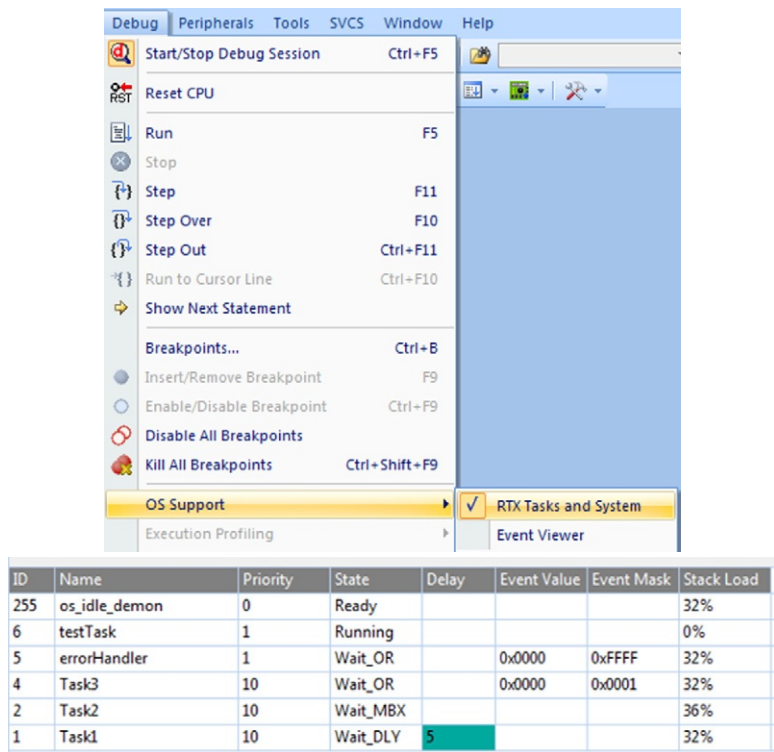 Debug Peripherals Tools SVCS Window Help
Start/Stop Debug Session Ctrl+F5
RST Reset CPU
Run F5
Stop
{} Step F11
{} Step Over F10
{} Step Out Ctrl+F11
{} Run to Cursor Line Ctrl+F10
Show Next Statement
Breakpoints... Ctrl+B
Insert/Remove Breakpoint F9
Enable/Disable Breakpoint Ctrl+F9
Disable All Breakpoints
Kill All Breakpoints Ctrl+Shift+F9
OS Support RTX Tasks and System
Execution Profiling Event Viewer
ID Name Priority State Delay Event Value Event Mask Stack Load
255 os_idle_demon 0 Ready 32%
6 testTask 1 Running 0%
5 errorHandler 1 Wait_OR 0x0000 0xFFFF 32%
4 Task3 10 Wait_OR 0x0000 0x0001 32%
2 Task2 10 Wait_MBX 36%
1 Task1 10 Wait_DLY 5 32%